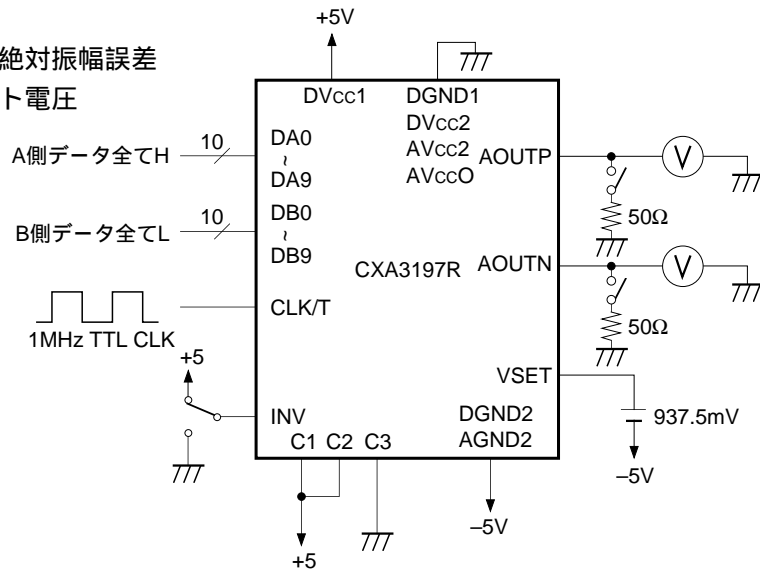 絶対振幅誤差
ト電圧
+5V
DVCC1 DGND1
DVCC2
AVCC2
AVCCO
A側データ全てH 10 DA0
~
DA9
AOUTP V
50Ω
B側データ全てL 10 DB0
~
DB9
CXA3197R
AOUTN V
50Ω
CLK/T
1MHz TTL CLK
+5
INV
VSET
937.5mV
–5V
DGND2
AGND2
C1 C2 C3
–5V
+5